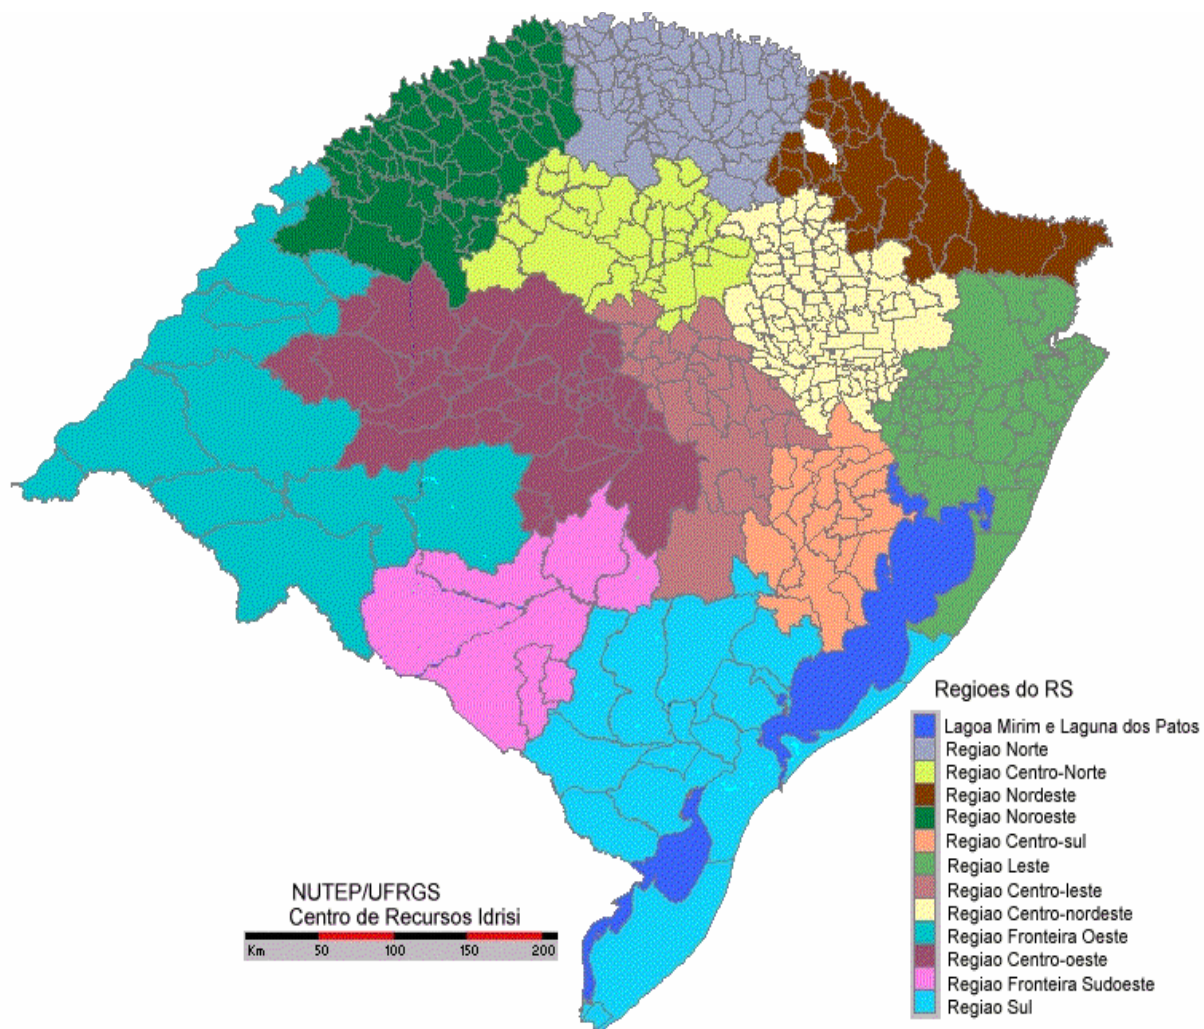 Regioes do RS
Lagoa Mirim e Laguna dos Patos
Regiao Norte
Regiao Centro-Norte
Regiao Nordeste
Regiao Noroeste
Regiao Centro-sul
Regiao Leste
Regiao Centro-leste
Regiao Centro-nordeste
Regiao Fronteira Oeste
Regiao Centro-oeste
Regiao Fronteira Sudoeste
Regiao Sul
NUTEP/UFRGS
Centro de Recursos Idrisi
Km 50 100 150 200